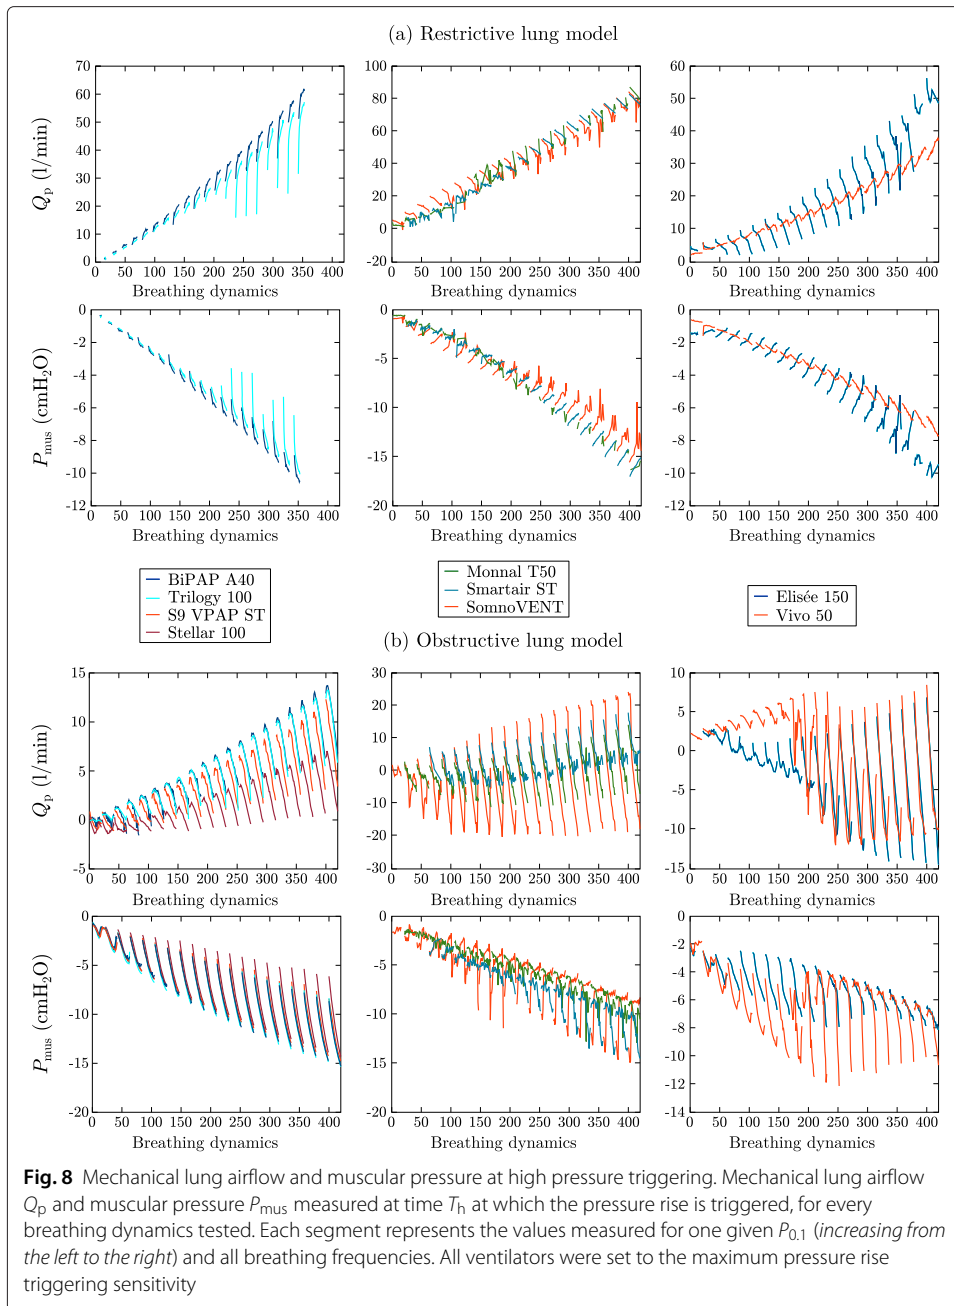 (a) Restrictive lung model
70
60
50
40
30
20
10
0
Qp (l/min)
0 50 100 150 200 250 300 350 400
Breathing dynamics
100
80
60
40
20
0
-20
0 50 100 150 200 250 300 350 400
Breathing dynamics
60
50
40
30
20
10
0
0 50 100 150 200 250 300 350 400
Breathing dynamics
0
-2
-4
-6
-8
-10
-12
Pmus (cmH2O)
0 50 100 150 200 250 300 350 400
Breathing dynamics
0
-5
-10
-15
-20
0 50 100 150 200 250 300 350 400
Breathing dynamics
0
-2
-4
-6
-8
-10
-12
0 50 100 150 200 250 300 350 400
Breathing dynamics
BiPAP A40
Trilogy 100
S9 VPAP ST
Stellar 100
Monnal T50
Smartair ST
SomnoVENT
Elisée 150
Vivo 50
(b) Obstructive lung model
15
10
5
0
-5
Qp (l/min)
0 50 100 150 200 250 300 350 400
Breathing dynamics
30
20
10
0
-10
-20
-30
0 50 100 150 200 250 300 350 400
Breathing dynamics
10
5
0
-5
-10
-15
0 50 100 150 200 250 300 350 400
Breathing dynamics
0
-5
-10
-15
-20
Pmus (cmH2O)
0 50 100 150 200 250 300 350 400
Breathing dynamics
0
-5
-10
-15
-20
0 50 100 150 200 250 300 350 400
Breathing dynamics
0
-2
-4
-6
-8
-10
-12
-14
0 50 100 150 200 250 300 350 400
Breathing dynamics
Fig. 8 Mechanical lung airflow and muscular pressure at high pressure triggering. Mechanical lung airflow
Qp and muscular pressure Pmus measured at time Th at which the pressure rise is triggered, for every
breathing dynamics tested. Each segment represents the values measured for one given P0.1 (increasing from
the left to the right) and all breathing frequencies. All ventilators were set to the maximum pressure rise
triggering sensitivity